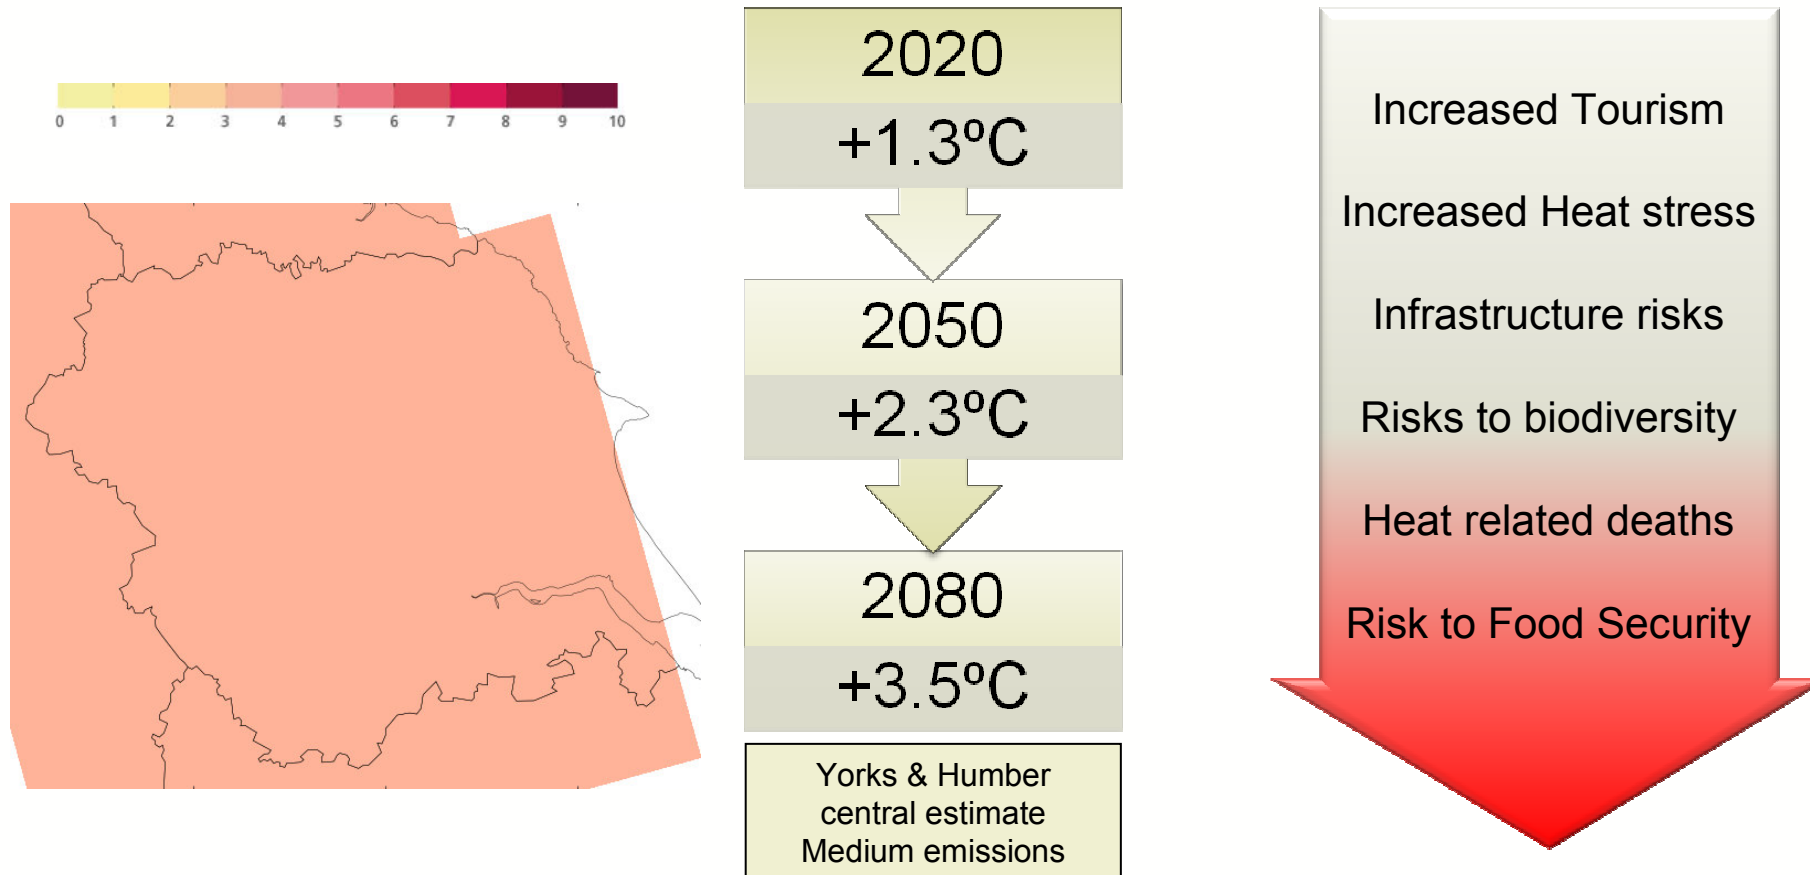 0 1 2 3 4 5 6 7 8 9 10
2020
+1.3ºC
2050
+2.3ºC
2080
+3.5ºC
Yorks & Humber
central estimate
Medium emissions
Increased Tourism
Increased Heat stress
Infrastructure risks
Risks to biodiversity
Heat related deaths
Risk to Food Security